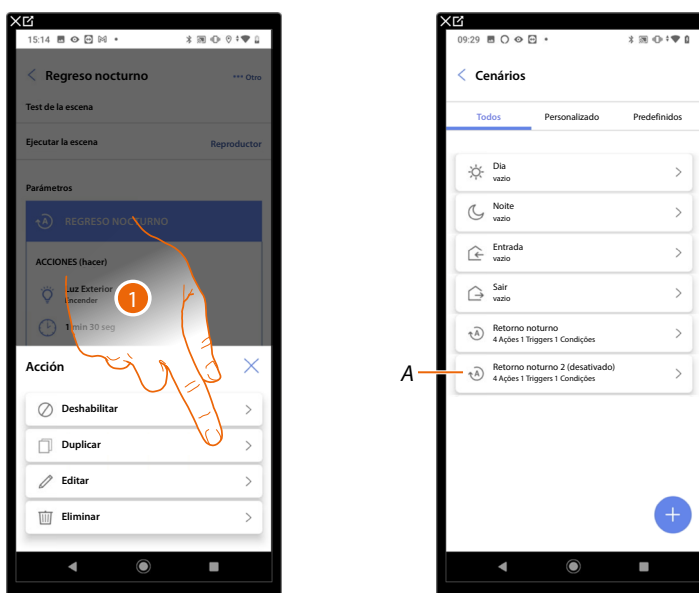 15:14
Regreso nocturno
••• Otro
Test de la escena
Ejecutar la escena
Reproductor
Parámetros
A REGRESO NOCTURNO
ACCIONES (hacer)
Luz Exterior
Encender
1 min 30 seg
1
Acción
Deshabilitar
Duplicar
Editar
Eliminar
09:29
Cenários
Todos Personalizado Predefinidos
Dia
vazio
Noite
vazio
Entrada
vazio
Sair
vazio
A Retorno noturno
4 Ações 1 Triggers 1 Condições
A
A Retorno noturno 2 (desativado)
4 Ações 1 Triggers 1 Condições